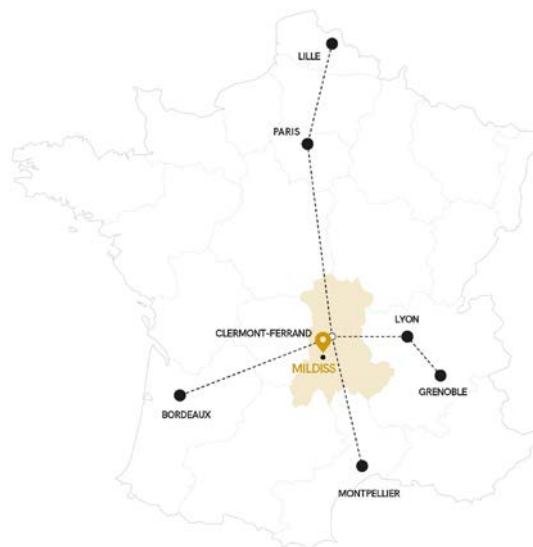 LILLE
PARIS
CLERMONT-FERRAND
LYON
MILDISS
GRENOBLE
BORDEAUX
MONTPELLIER